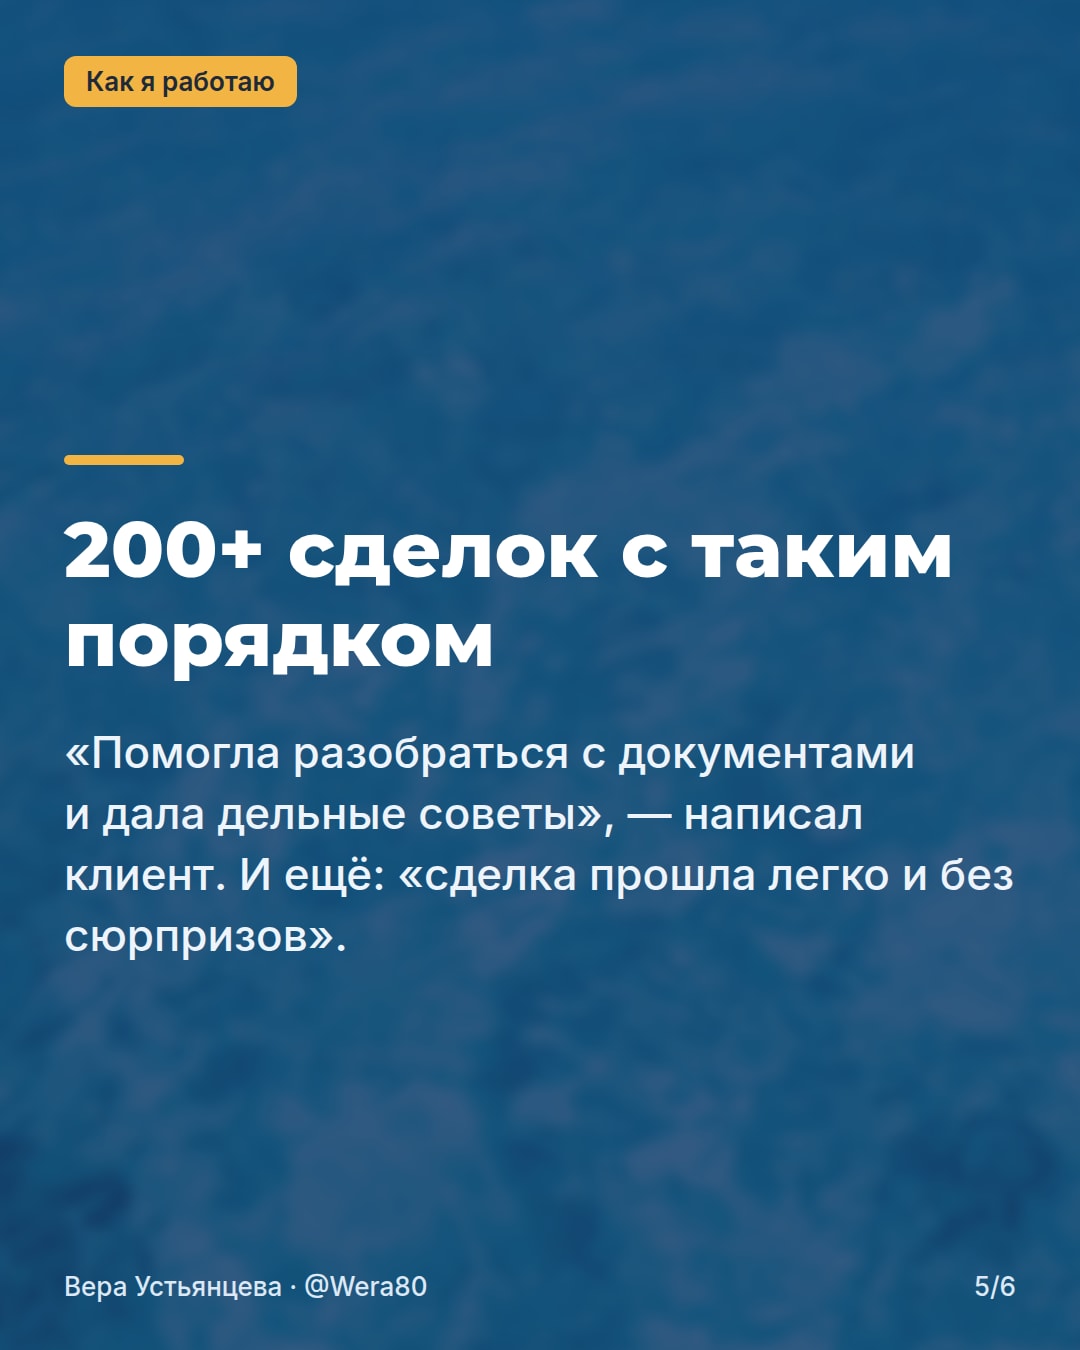 Как я работаю
200+ сделок с таким
порядком
«Помогла разобраться с документами
и дала дельные советы», — написал
клиент. И ещё: «сделка прошла легко и без
сюрпризов».
Вера Устьянцева · @Wera80
5/6